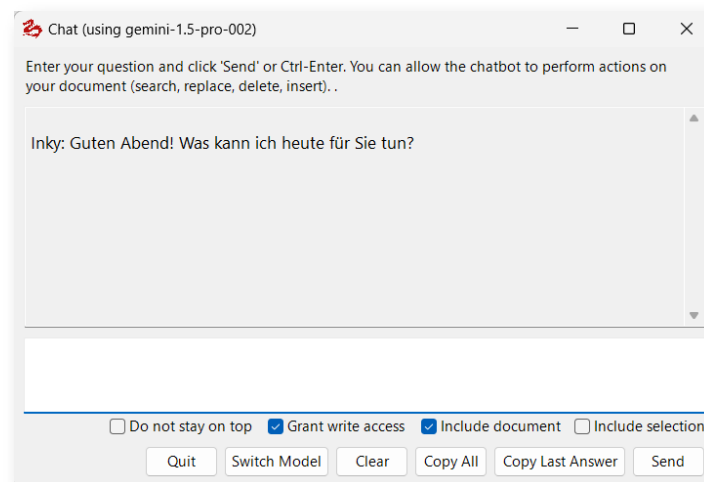 Chat (using gemini-1.5-pro-002)
Enter your question and click 'Send' or Ctrl-Enter. You can allow the chatbot to perform actions on
your document (search, replace, delete, insert). .
Inky: Guten Abend! Was kann ich heute für Sie tun?
Do not stay on top Grant write access Include document Include selection
Quit Switch Model Clear Copy All Copy Last Answer Send